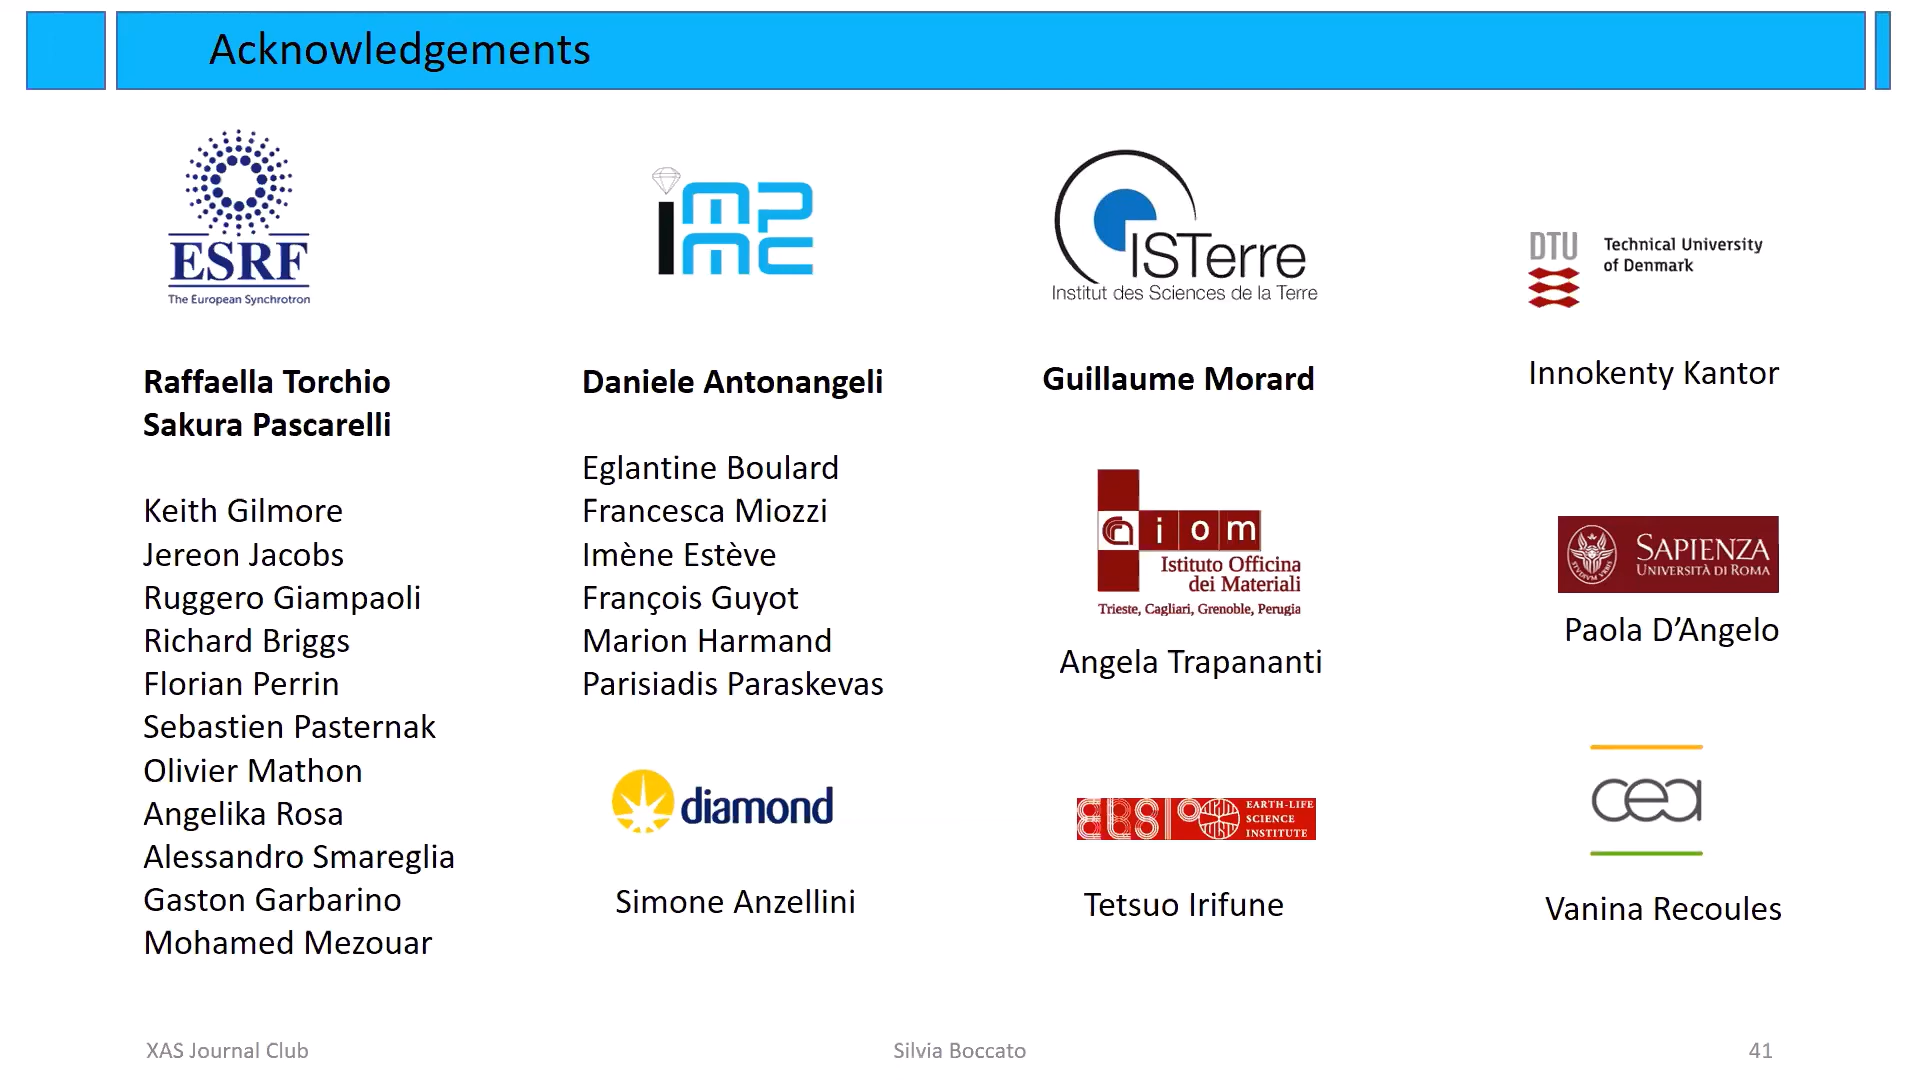 Acknowledgements
ESRF
The European Synchrotron
Raffaella Torchio
Sakura Pascarelli
Keith Gilmore
Jereon Jacobs
Ruggero Giampaoli
Richard Briggs
Florian Perrin
Sebastien Pasternak
Olivier Mathon
Angelika Rosa
Alessandro Smareglia
Gaston Garbarino
Mohamed Mezouar
iMP
MC
Daniele Antonangeli
Eglantine Boulard
Francesca Miozzi
Imène Estève
François Guyot
Marion Harmand
Parisiadis Paraskevas
diamond
Simone Anzellini
ISTerre
Institut des Sciences de la Terre
Guillaume Morard
iom
Istituto Officina
dei Materiali
Trieste, Cagliari, Grenoble, Perugia
Angela Trapananti
ELSI
EARTH-LIFE
SCIENCE
INSTITUTE
Tetsuo Irifune
DTU
Technical University
of Denmark
Innokenty Kantor
SAPIENZA
UNIVERSITÀ DI ROMA
Paola D’Angelo
cea
Vanina Recoules
XAS Journal Club
Silvia Boccato
41